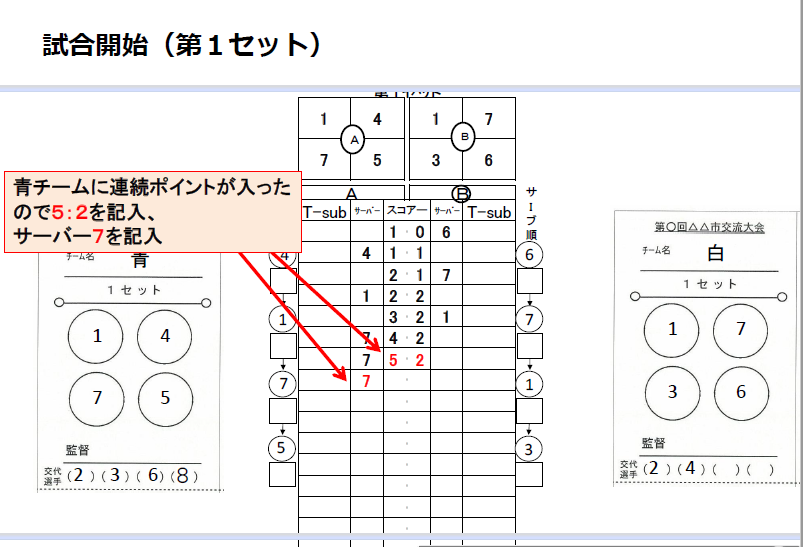 試合開始（第１セット）
1 4
A
7 5
1 7
B
3 6
青チームに連続ポイントが入った
ので５：２を記入、
サーバー７を記入
A
B
T－sub サーバー スコアー サーバー T－sub
サーブ順
1 0 6
4 1 1
2 1 7
1 2 2
3 2 1
7 4 2
7 5 2
7
4
1
7
5
6
7
1
3
チーム名 青
1 セット
1 4
7 5
監督
交代選手 (2) (3) (6) (8)
第〇回△△市交流大会
チーム名 白
1 セット
1 7
3 6
監督
交代選手 (2) (4) ( ) ( )